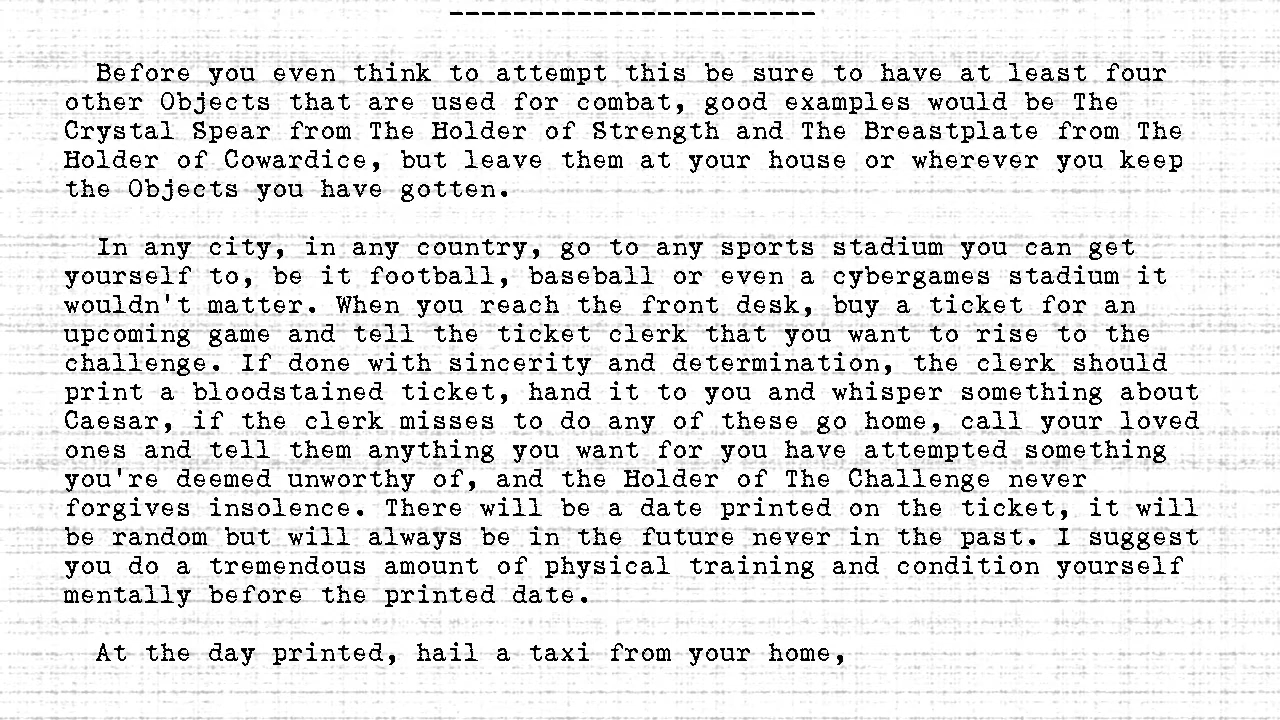 -----------------------
Before you even think to attempt this be sure to have at least four
other Objects that are used for combat, good examples would be The
Crystal Spear from The Holder of Strength and The Breastplate from The
Holder of Cowardice, but leave them at your house or wherever you keep
the Objects you have gotten.
In any city, in any country, go to any sports stadium you can get
yourself to, be it football, baseball or even a cybergames stadium it
wouldn't matter. When you reach the front desk, buy a ticket for an
upcoming game and tell the ticket clerk that you want to rise to the
challenge. If done with sincerity and determination, the clerk should
print a bloodstained ticket, hand it to you and whisper something about
Caesar, if the clerk misses to do any of these go home, call your loved
ones and tell them anything you want for you have attempted something
you're deemed unworthy of, and the Holder of The Challenge never
forgives insolence. There will be a date printed on the ticket, it will
be random but will always be in the future never in the past. I suggest
you do a tremendous amount of physical training and condition yourself
mentally before the printed date.
At the day printed, hail a taxi from your home,